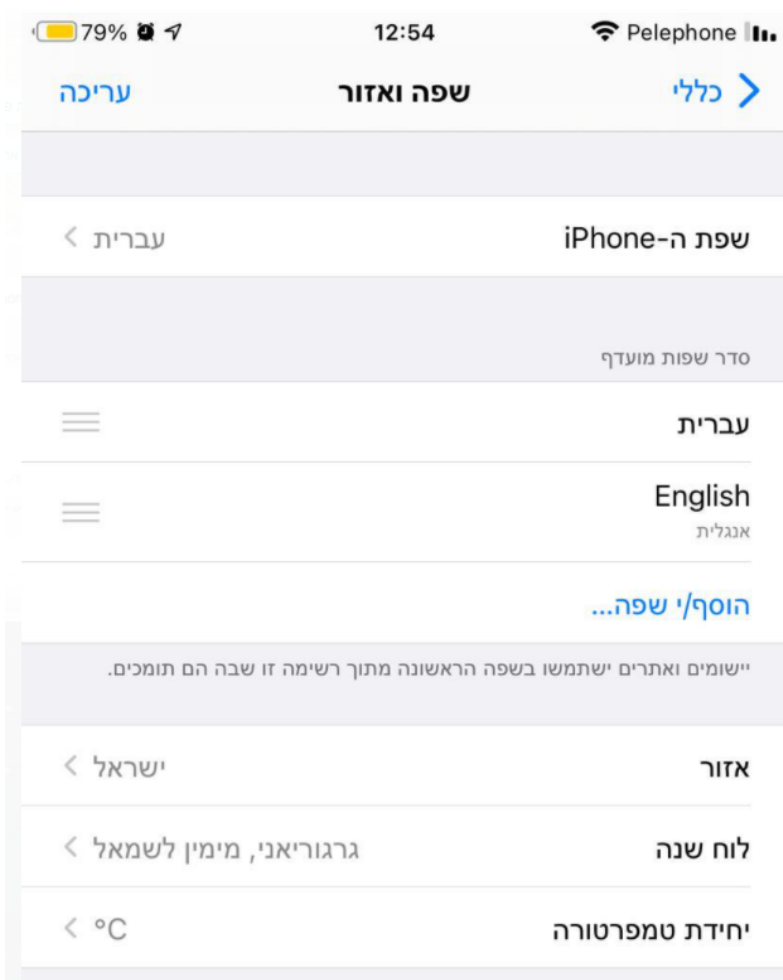 79% 12:54 Pelephone
כללי שפה ואזור עריכה
שפת ה-iPhone עברית
סדר שפות מועדף
עברית
English
אנגלית
הוסף/י שפה...
יישומים ואתרים ישתמשו בשפה הראשונה מתוך רשימה זו שבה הם תומכים.
אזור ישראל
לוח שנה גרגוריאני, מימין לשמאל
יחידת טמפרטורה °C